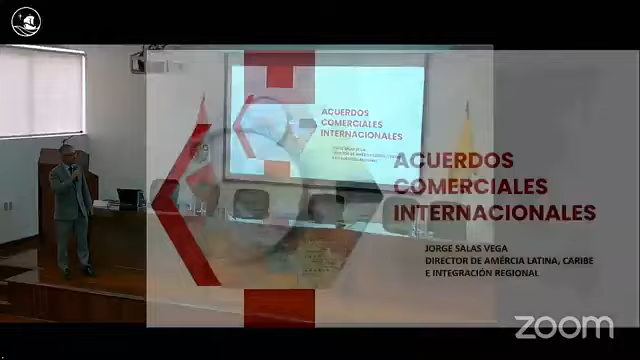 ACUERDOS
COMERCIALES
INTERNACIONALES
ACUERDOS
COMERCIALES
INTERNACIONALES
JORGE SALAS VEGA
DIRECTOR DE AMÉRCIA LATINA, CARIBE
E INTEGRACIÓN REGIONAL
zoom